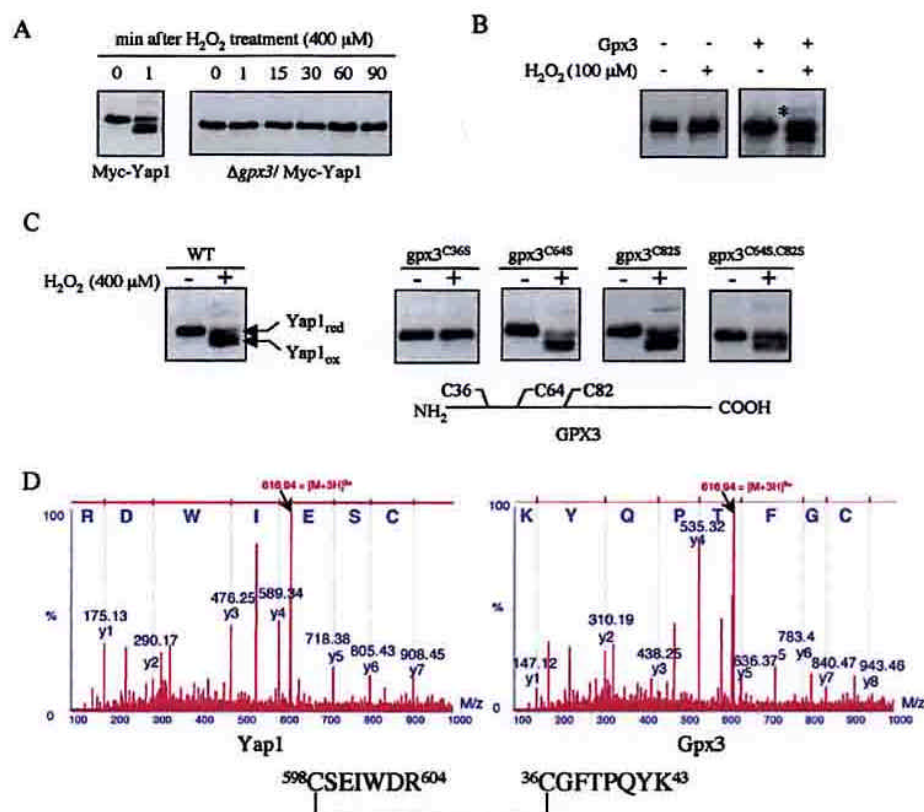 A
min after H₂O₂ treatment (400 µM)
0 1 0 1 15 30 60 90
Myc-Yap1 Δgpx3/ Myc-Yap1
B
Gpx3 - - + +
H₂O₂ (100 µM) - + - +
*
C
WT gpx3C36S gpx3C64S gpx3C82S gpx3C64S,C82S
H₂O₂ (400 µM) - + - + - + - + - +
Yap1red
Yap1ox
C36 C64 C82
NH₂ COOH
GPX3
D
616.94 = [M+3H]3+
100
R D W I E S C
%
175.13
y1
290.17
y2
476.25
y3
589.34
y4
718.38
y5
805.43
y6
908.45
y7
0
M/z
100 200 300 400 500 600 700 800 900 1000
Yap1
616.94 = [M+3H]3+
100
K Y Q P T F G C
%
147.12
y1
310.19
y2
438.25
y3
535.32
y4
636.37
y5
5
783.4
y6
840.47
y7
943.46
y8
0
M/z
100 200 300 400 500 600 700 800 900 1000
Gpx3
⁵⁹⁸CSEIWDR⁶⁰⁴ ³⁶CGFTPQYK⁴³